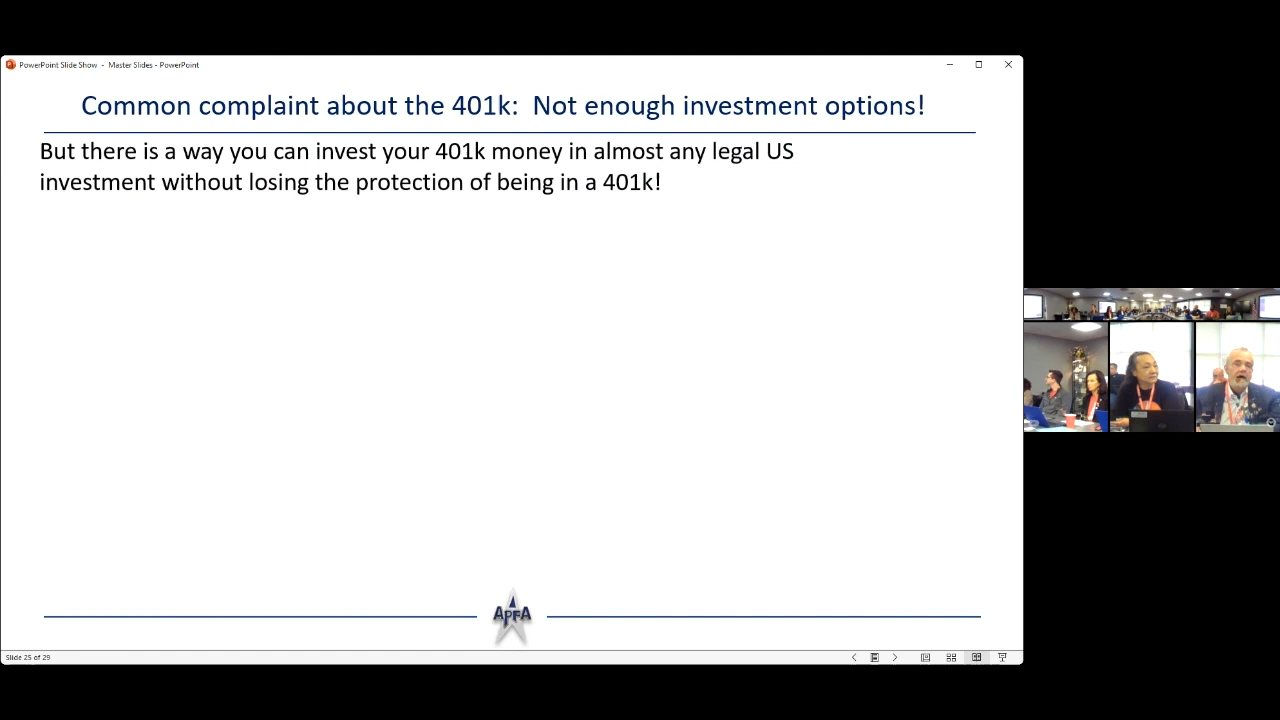 PowerPoint Slide Show - Master Slides - PowerPoint
Common complaint about the 401k: Not enough investment options!
But there is a way you can invest your 401k money in almost any legal US
investment without losing the protection of being in a 401k!
APFA
Slide 25 of 29